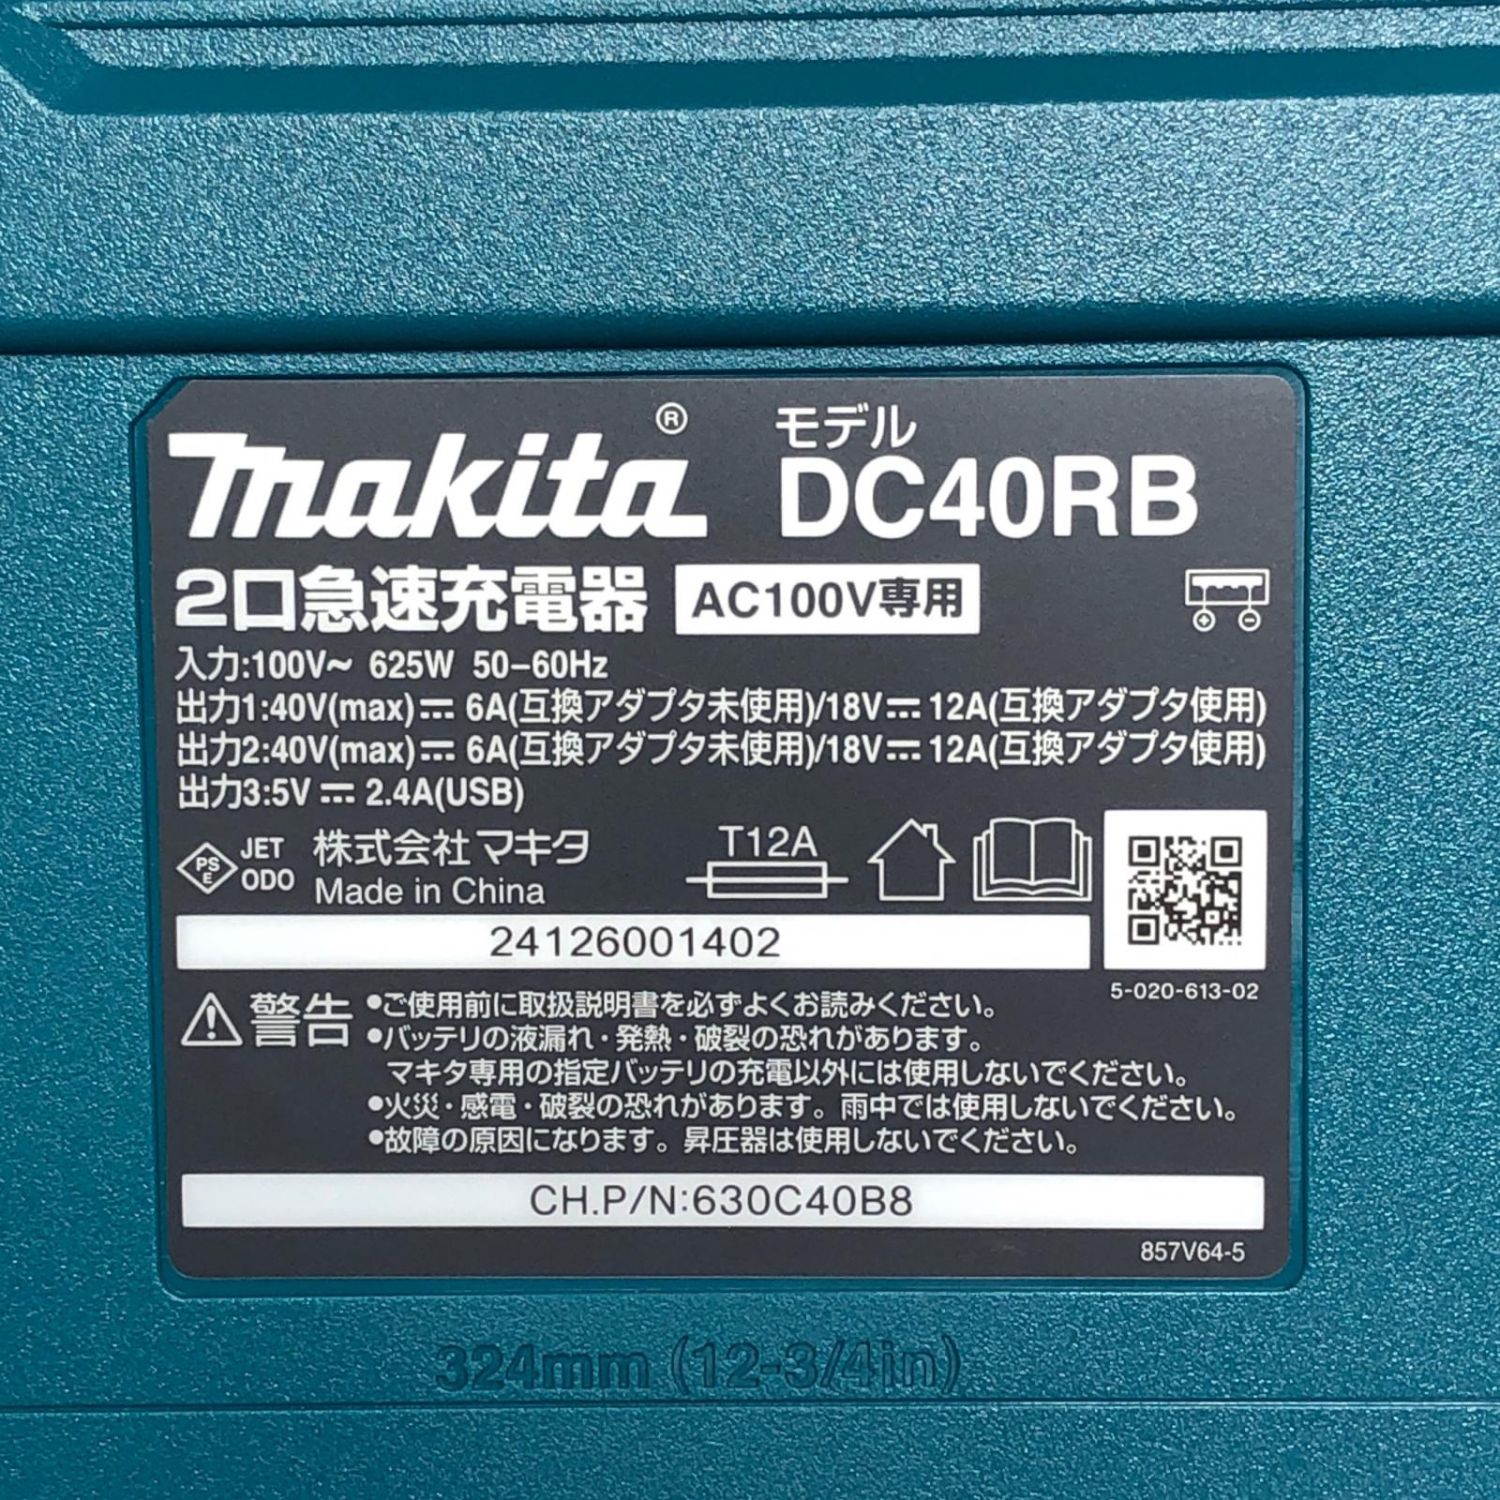 makita®
モデル
DC40RB
2口急速充電器 AC100V専用
入力:100V~ 625W 50-60Hz
出力1:40V(max)⎓ 6A(互換アダプタ未使用)/18V⎓ 12A(互換アダプタ使用)
出力2:40V(max)⎓ 6A(互換アダプタ未使用)/18V⎓ 12A(互換アダプタ使用)
出力3:5V⎓ 2.4A(USB)
PS
E
JET
ODO
株式会社マキタ
Made in China
T12A
24126001402
5-020-613-02
警告
●ご使用前に取扱説明書を必ずよくお読みください。
●バッテリの液漏れ・発熱・破裂の恐れがあります。
マキタ専用の指定バッテリの充電以外には使用しないでください。
●火災・感電・破裂の恐れがあります。雨中では使用しないでください。
●故障の原因になります。昇圧器は使用しないでください。
CH.P/N:630C40B8
857V64-5
324mm (12-3/4in)